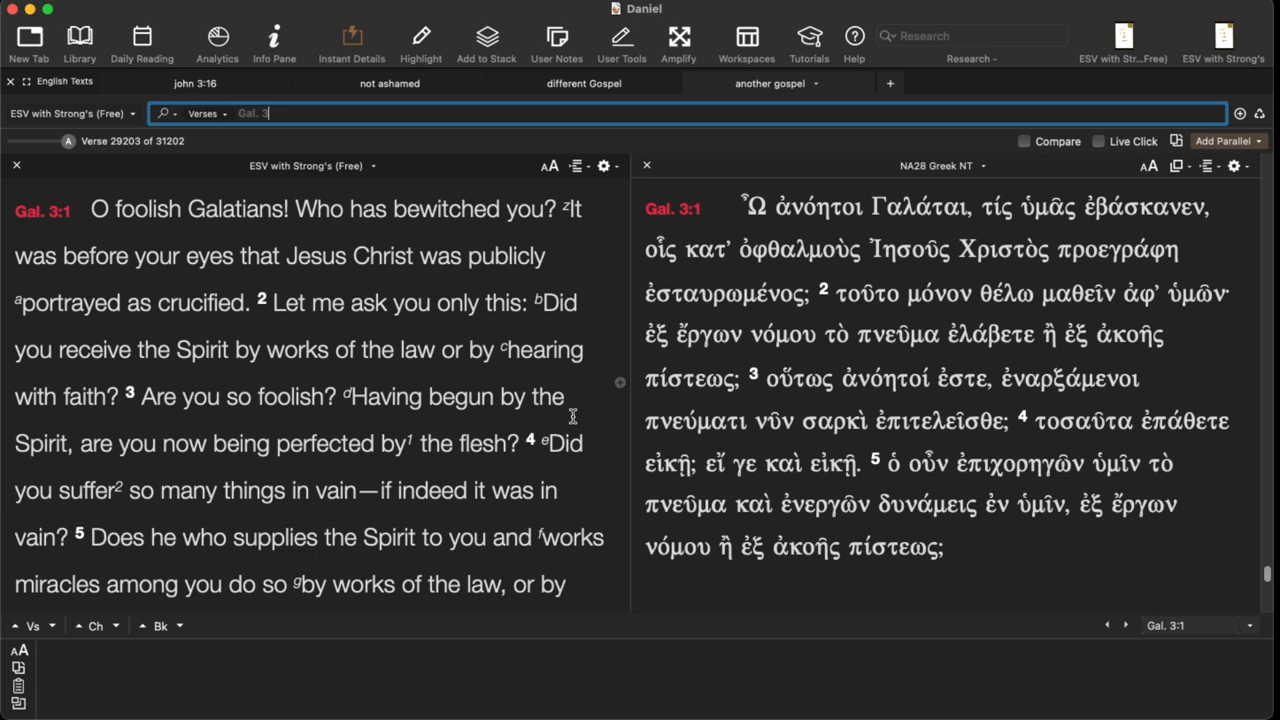 Daniel
New Tab Library Daily Reading Analytics Info Pane Instant Details Highlight Add to Stack User Notes User Tools Amplify Workspaces Tutorials Help Research Research ESV with Str...Free) ESV with Strong's
English Texts john 3:16 not ashamed different Gospel another gospel +
ESV with Strong's (Free) Verses Gal. 3
A Verse 29203 of 31202 Compare Live Click Add Parallel
ESV with Strong's (Free) AA
Gal. 3:1 O foolish Galatians! Who has bewitched you? zIt
was before your eyes that Jesus Christ was publicly
aportrayed as crucified. 2 Let me ask you only this: bDid
you receive the Spirit by works of the law or by chearing
with faith? 3 Are you so foolish? dHaving begun by the
Spirit, are you now being perfected by1 the flesh? 4 eDid
you suffer2 so many things in vain—if indeed it was in
vain? 5 Does he who supplies the Spirit to you and fworks
miracles among you do so gby works of the law, or by
NA28 Greek NT AA
Gal. 3:1 Ὦ ἀνόητοι Γαλάται, τίς ὑμᾶς ἐβάσκανεν,
οἷς κατ’ ὀφθαλμοὺς Ἰησοῦς Χριστὸς προεγράφη
ἐσταυρωμένος; 2 τοῦτο μόνον θέλω μαθεῖν ἀφ’ ὑμῶν·
ἐξ ἔργων νόμου τὸ πνεῦμα ἐλάβετε ἢ ἐξ ἀκοῆς
πίστεως; 3 οὕτως ἀνόητοί ἐστε, ἐναρξάμενοι
πνεύματι νῦν σαρκὶ ἐπιτελεῖσθε; 4 τοσαῦτα ἐπάθετε
εἰκῇ; εἴ γε καὶ εἰκῇ. 5 ὁ οὖν ἐπιχορηγῶν ὑμῖν τὸ
πνεῦμα καὶ ἐνεργῶν δυνάμεις ἐν ὑμῖν, ἐξ ἔργων
νόμου ἢ ἐξ ἀκοῆς πίστεως;
Vs Ch Bk Gal. 3:1
AA